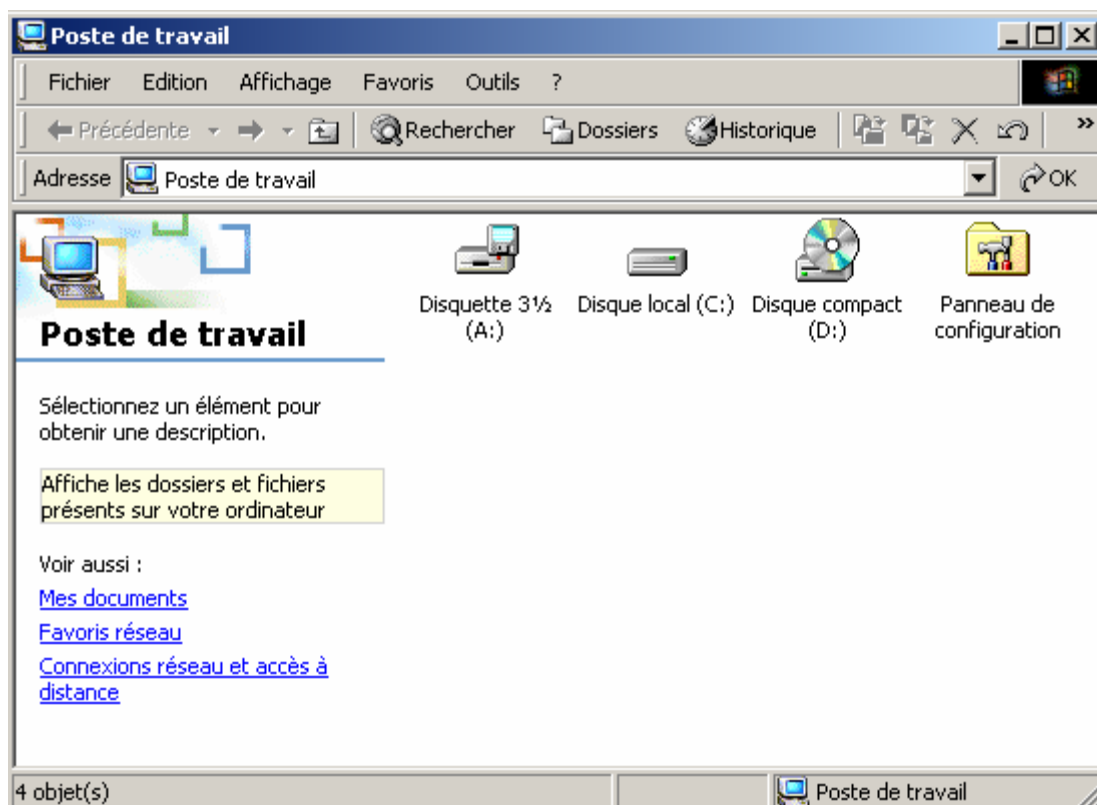 Poste de travail
Fichier Edition Affichage Favoris Outils ?
Précédente Rechercher Dossiers Historique »
Adresse Poste de travail OK
Disquette 3½ (A:)
Disque local (C:)
Disque compact (D:)
Panneau de configuration
Poste de travail
Sélectionnez un élément pour
obtenir une description.
Affiche les dossiers et fichiers
présents sur votre ordinateur
Voir aussi :
Mes documents
Favoris réseau
Connexions réseau et accès à
distance
4 objet(s) Poste de travail